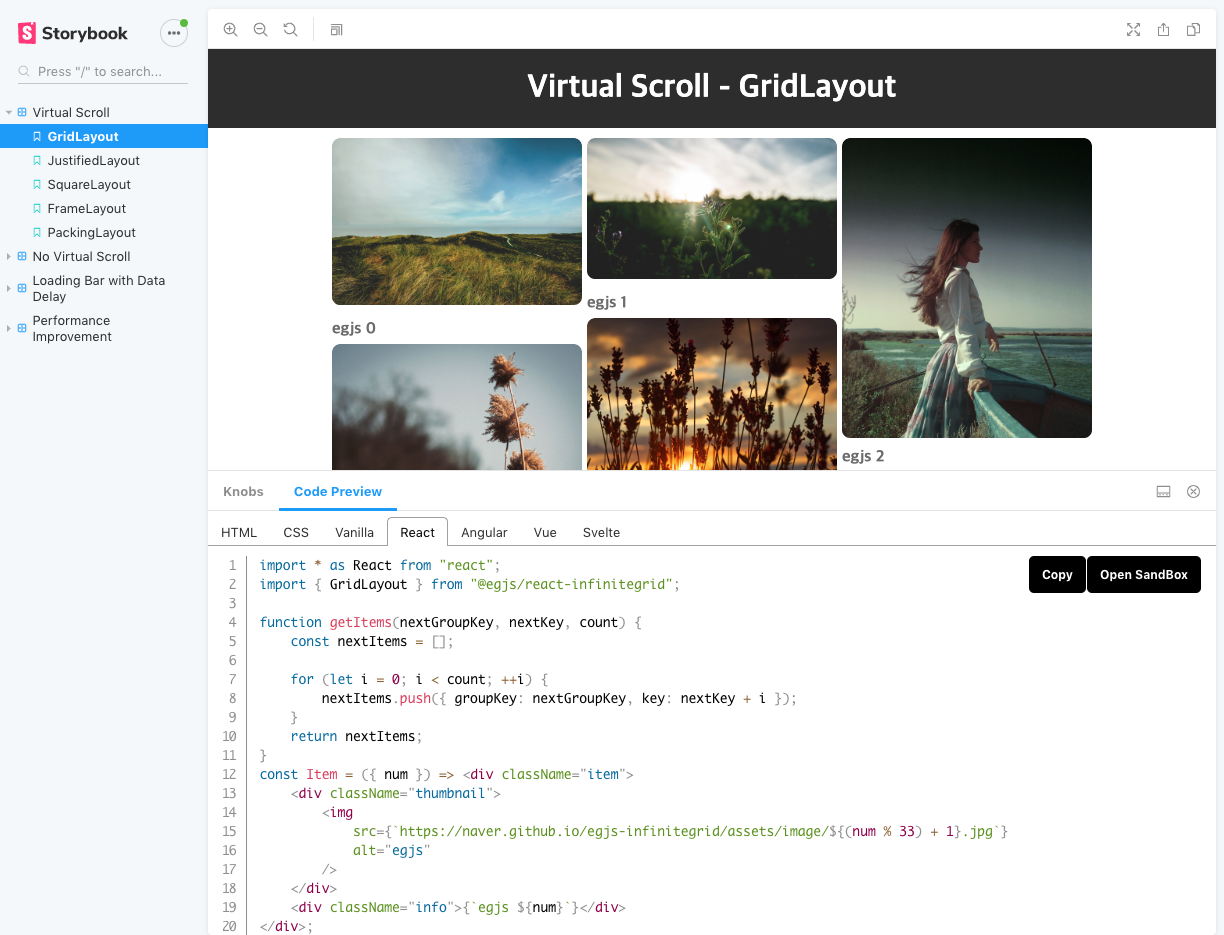 Storybook
Press "/" to search...
Virtual Scroll
GridLayout
JustifiedLayout
SquareLayout
FrameLayout
PackingLayout
No Virtual Scroll
Loading Bar with Data
Delay
Performance
Improvement
Virtual Scroll - GridLayout
egjs 0
egjs 1
egjs 2
Knobs Code Preview
HTML CSS Vanilla React Angular Vue Svelte
Copy Open SandBox
1 import * as React from "react";
2 import { GridLayout } from "@egjs/react-infinitegrid";
3
4 function getItems(nextGroupKey, nextKey, count) {
5     const nextItems = [];
6
7     for (let i = 0; i < count; ++i) {
8         nextItems.push({ groupKey: nextGroupKey, key: nextKey + i });
9     }
10     return nextItems;
11 }
12 const Item = ({ num }) => <div className="item">
13     <div className="thumbnail">
14         <img
15             src={`https://naver.github.io/egjs-infinitegrid/assets/image/${(num % 33) + 1}.jpg`}
16             alt="egjs"
17         />
18     </div>
19     <div className="info">{`egjs ${num}`}</div>
20 </div>;